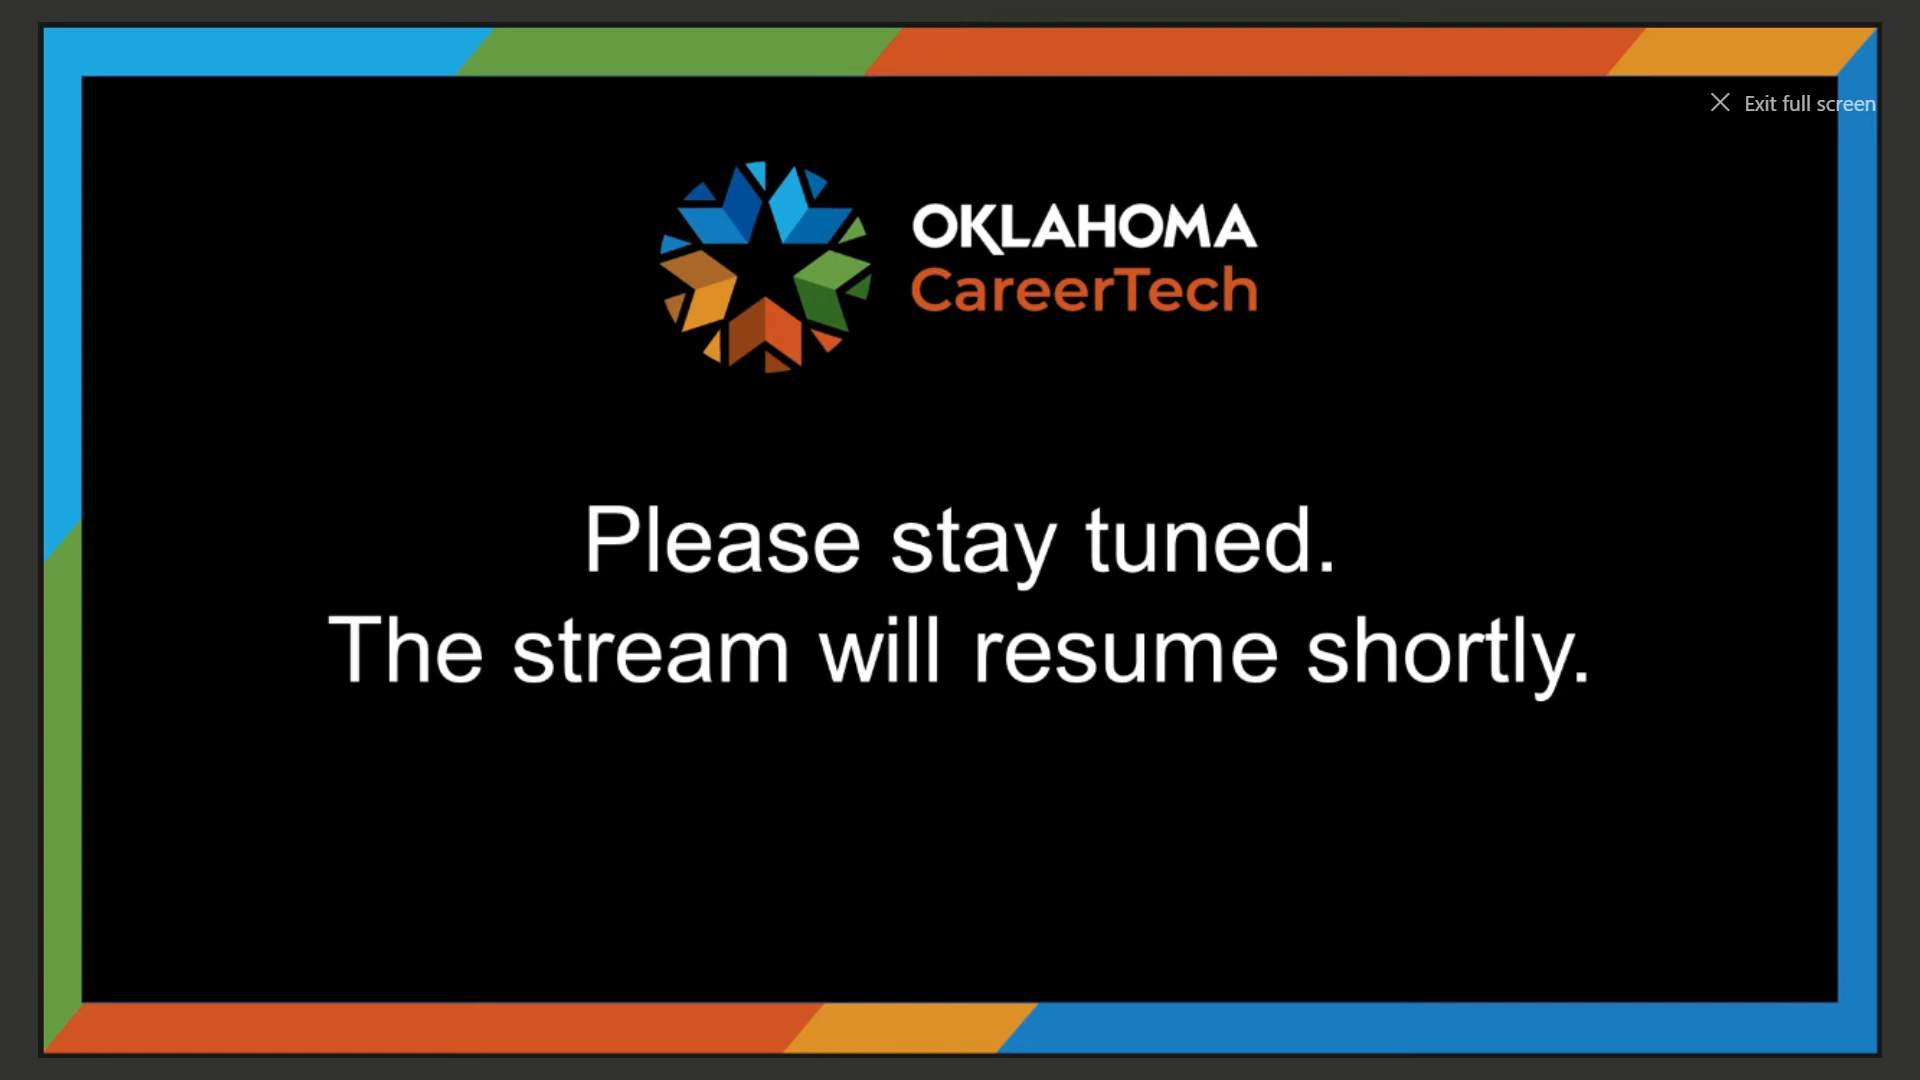 Exit full screen
OKLAHOMA
CareerTech
Please stay tuned.
The stream will resume shortly.